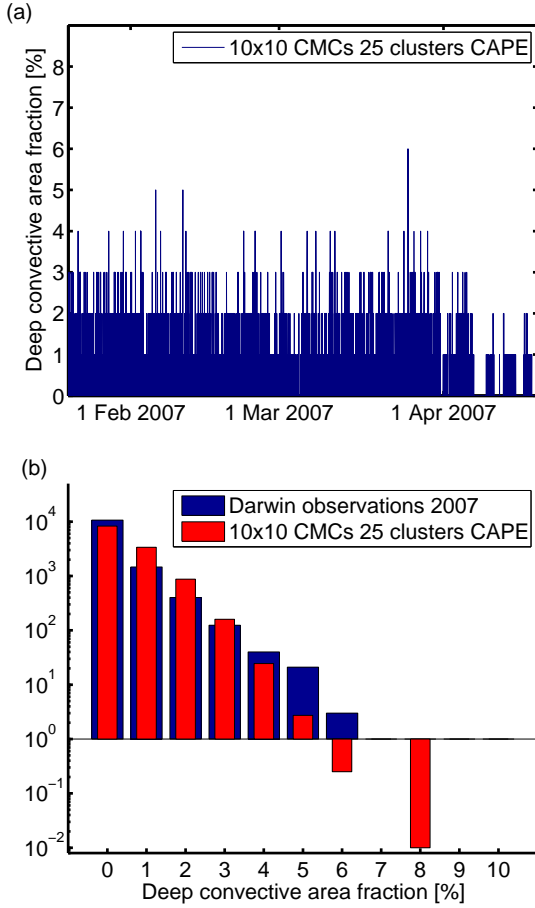 (a)
10x10 CMCs 25 clusters CAPE
Deep convective area fraction [%]
8
7
6
5
4
3
2
1
0
1 Feb 2007 1 Mar 2007 1 Apr 2007
(b)
Darwin observations 2007
10x10 CMCs 25 clusters CAPE
10^4
10^3
10^2
10^1
10^0
10^−1
10^−2
0 1 2 3 4 5 6 7 8 9 10
Deep convective area fraction [%]